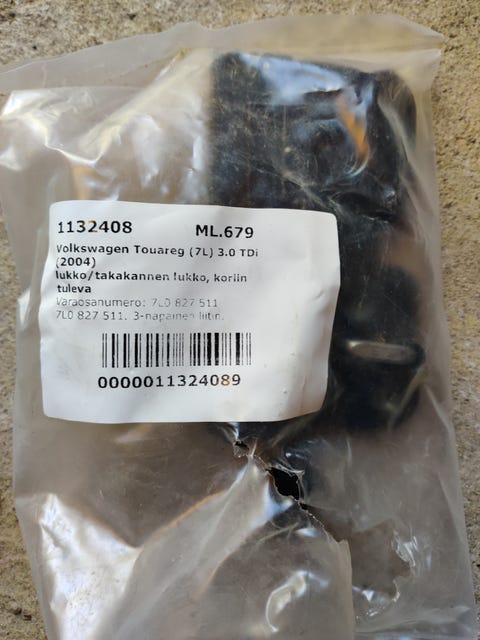 1132408 ML.679
Volkswagen Touareg (7L) 3.0 TDi
(2004)
lukko/takakannen lukko, koriin
tuleva
Varaosanumero: 7L0 827 511
7L0 827 511. 3-napainen liitin.
0000011324089